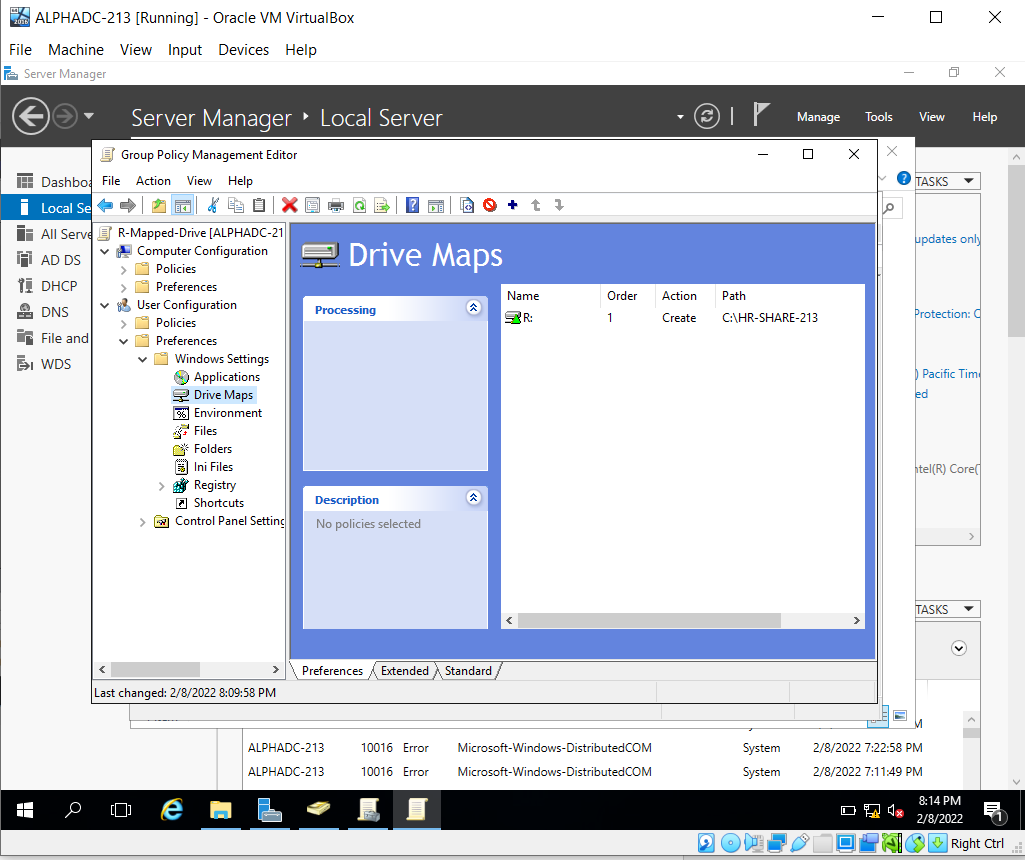 ALPHADC-213 [Running] - Oracle VM VirtualBox
File Machine View Input Devices Help
Server Manager
Server Manager Local Server
Manage Tools View Help
Group Policy Management Editor
File Action View Help
TASKS
Local Se
All Serve
AD DS
DHCP
DNS
File and
WDS
R-Mapped-Drive [ALPHADC-21
Computer Configuration
Policies
Preferences
User Configuration
Policies
Preferences
Windows Settings
Applications
Drive Maps
Environment
Files
Folders
Ini Files
Registry
Shortcuts
Control Panel Setting
Drive Maps
Processing
Description
No policies selected
Name Order Action Path
R: 1 Create C:\HR-SHARE-213
Preferences Extended Standard
Last changed: 2/8/2022 8:09:58 PM
updates only
Protection:
) Pacific Time
ed
ntel(R) Core(
TASKS
ALPHADC-213 10016 Error Microsoft-Windows-DistributedCOM System 2/8/2022 7:22:58 PM
ALPHADC-213 10016 Error Microsoft-Windows-DistributedCOM System 2/8/2022 7:11:49 PM
8:14 PM
2/8/2022
1
Right Ctrl